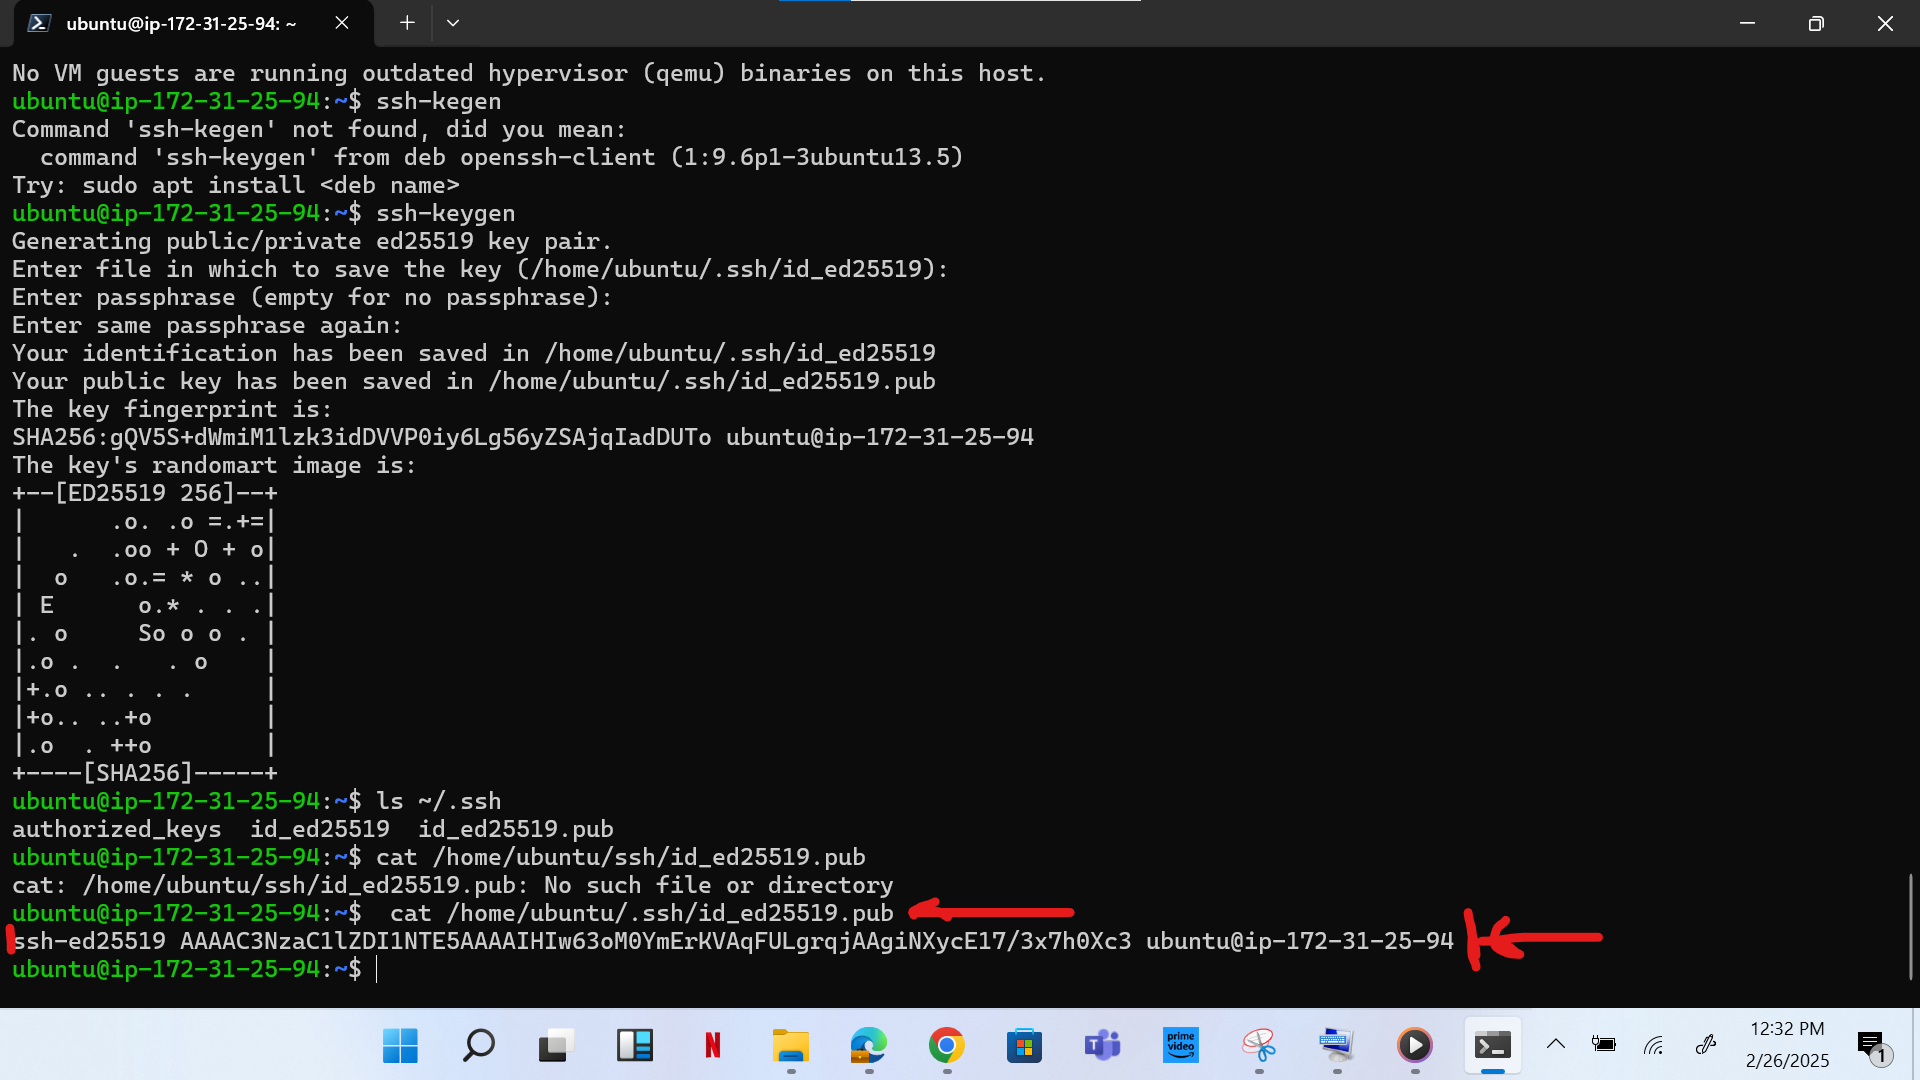 ubuntu@ip-172-31-25-94: ~
No VM guests are running outdated hypervisor (qemu) binaries on this host.
ubuntu@ip-172-31-25-94:~$ ssh-kegen
Command 'ssh-kegen' not found, did you mean:
  command 'ssh-keygen' from deb openssh-client (1:9.6p1-3ubuntu13.5)
Try: sudo apt install <deb name>
ubuntu@ip-172-31-25-94:~$ ssh-keygen
Generating public/private ed25519 key pair.
Enter file in which to save the key (/home/ubuntu/.ssh/id_ed25519):
Enter passphrase (empty for no passphrase):
Enter same passphrase again:
Your identification has been saved in /home/ubuntu/.ssh/id_ed25519
Your public key has been saved in /home/ubuntu/.ssh/id_ed25519.pub
The key fingerprint is:
SHA256:gQV5S+dWmiM1lzk3idDVVP0iy6Lg56yZSAjqIadDUTo ubuntu@ip-172-31-25-94
The key's randomart image is:
+--[ED25519 256]--+
|      .o. .o =.+=|
|   .  .oo + O + o|
|  o   .o.= * o ..|
| E      o.* . . .|
|. o     So o o . |
|.o .  .   . o    |
|+.o .. . . .     |
|+o.. ..+o        |
|.o  . ++o        |
+----[SHA256]-----+
ubuntu@ip-172-31-25-94:~$ ls ~/.ssh
authorized_keys  id_ed25519  id_ed25519.pub
ubuntu@ip-172-31-25-94:~$ cat /home/ubuntu/ssh/id_ed25519.pub
cat: /home/ubuntu/ssh/id_ed25519.pub: No such file or directory
ubuntu@ip-172-31-25-94:~$  cat /home/ubuntu/.ssh/id_ed25519.pub
ssh-ed25519 AAAAC3NzaC1lZDI1NTE5AAAAIHIw63oM0YmErKVAqFULgrqjAAgiNXycE17/3x7h0Xc3 ubuntu@ip-172-31-25-94
ubuntu@ip-172-31-25-94:~$
N
T
prime video
12:32 PM
2/26/2025
1